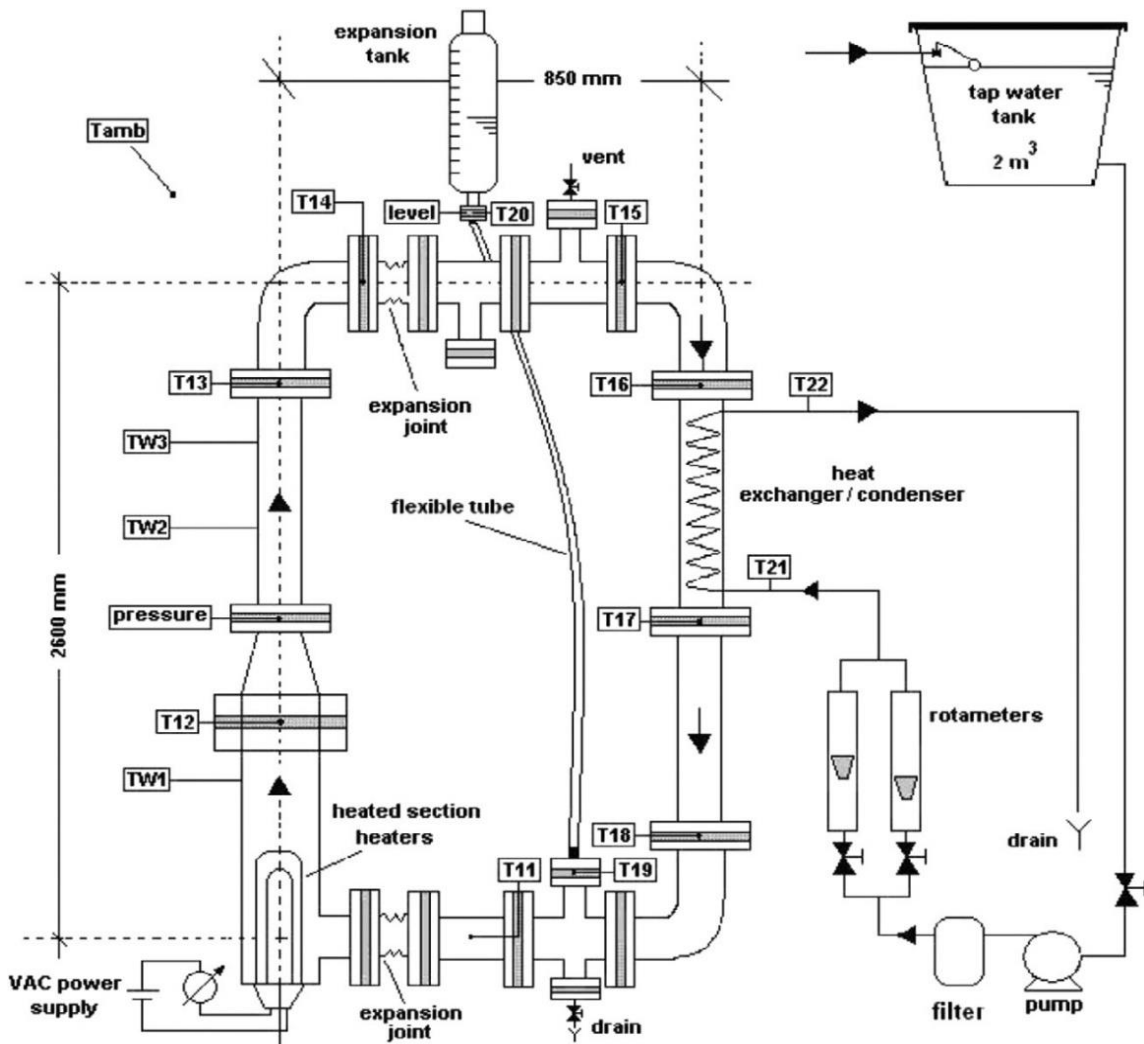 expansion
tank
850 mm
tap water
tank
2 m³
Tamb
vent
T14
level
T20
T15
T13
T16
T22
expansion
joint
TW3
heat
exchanger / condenser
flexible tube
TW2
T21
2600 mm
pressure
T17
rotameters
T12
TW1
heated section
heaters
T18
drain
T11
T19
VAC power
supply
expansion
joint
drain
filter
pump